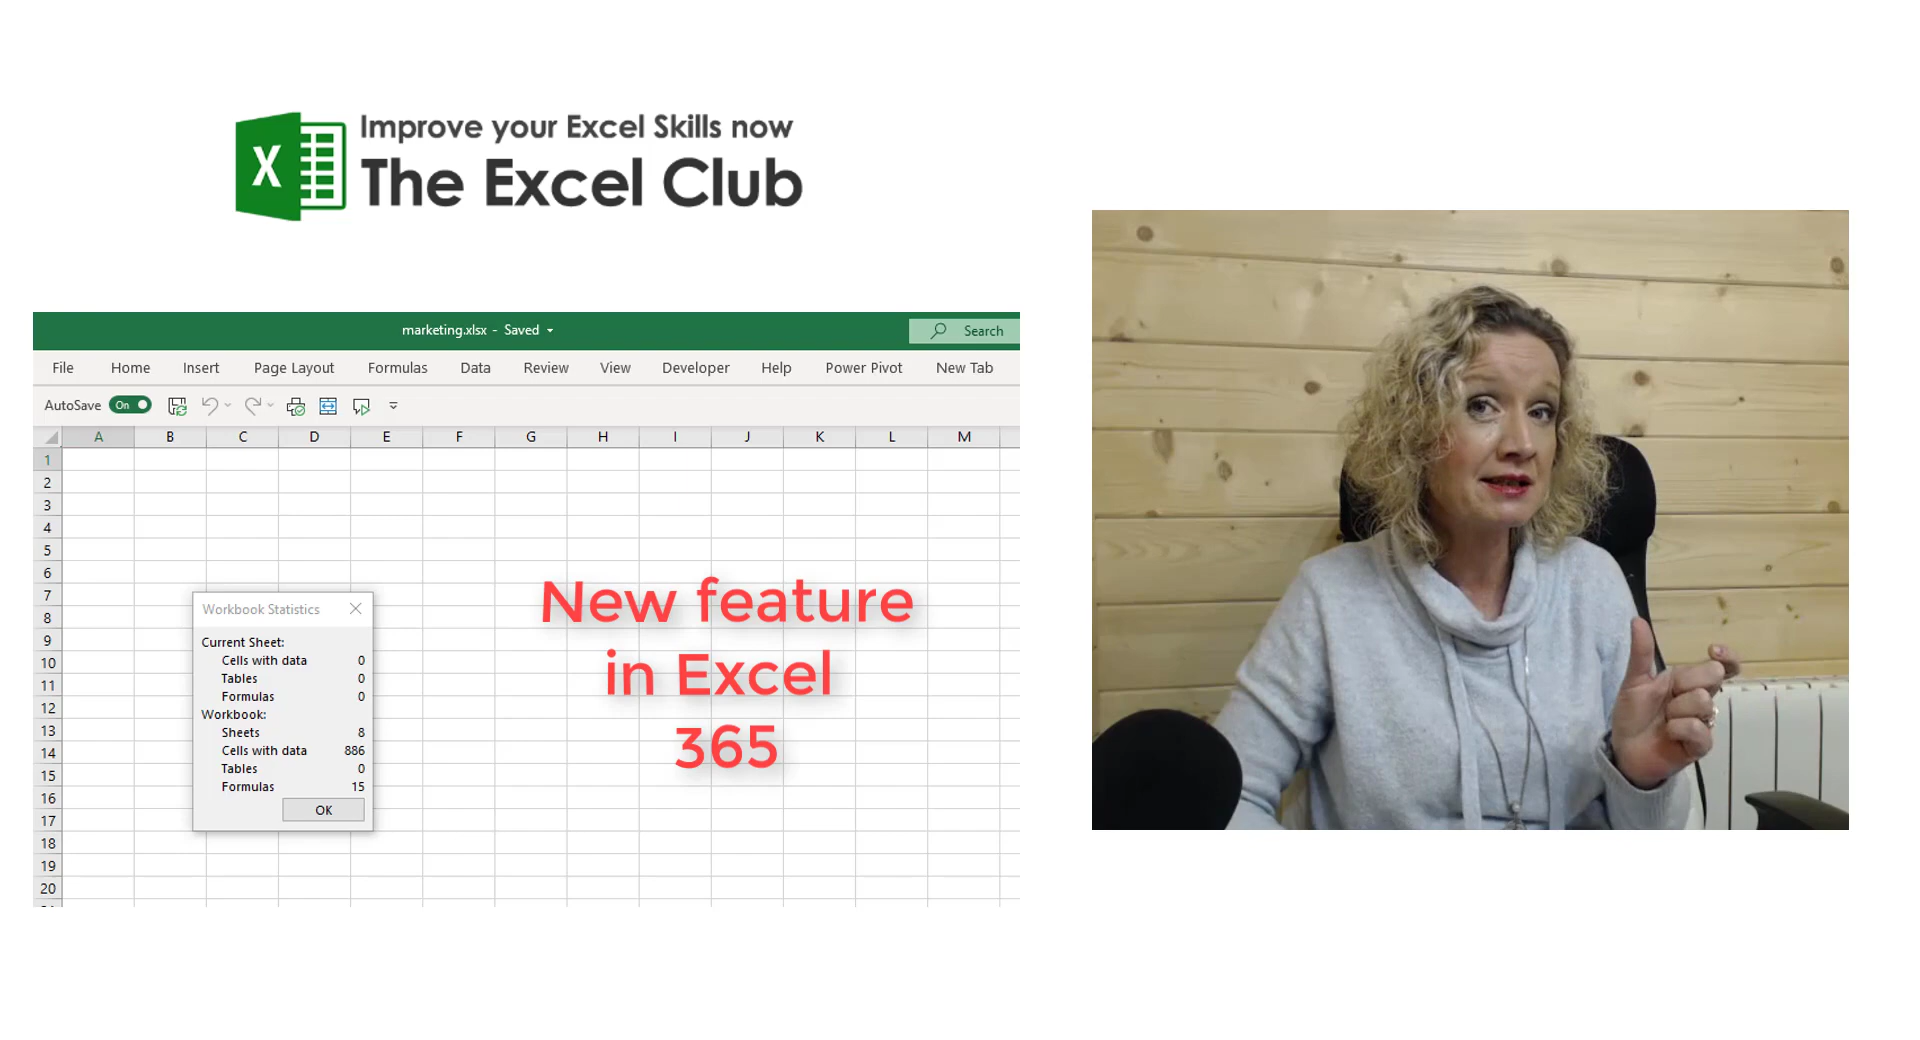 Improve your Excel Skills now
X
The Excel Club
marketing.xlsx - Saved
Search
File Home Insert Page Layout Formulas Data Review View Developer Help Power Pivot New Tab
AutoSave On
A B C D E F G H I J K L M
1
2
3
4
5
6
7
8
9
10
11
12
13
14
15
16
17
18
19
20
Workbook Statistics
Current Sheet:
Cells with data 0
Tables 0
Formulas 0
Workbook:
Sheets 8
Cells with data 886
Tables 0
Formulas 15
OK
New feature
in Excel
365